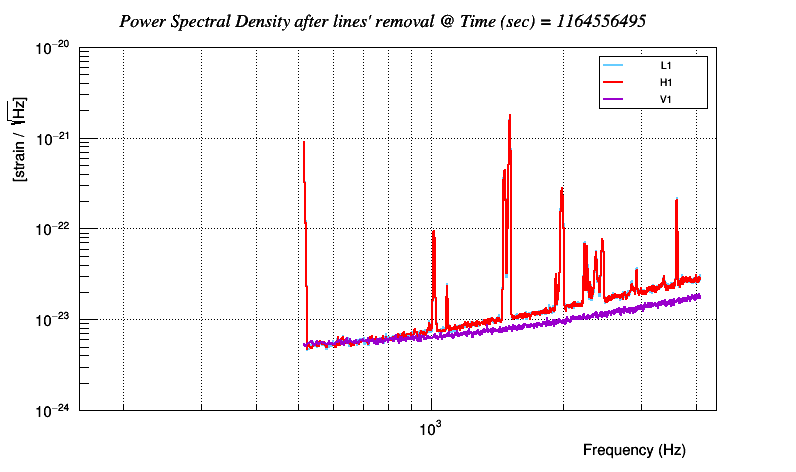 Power Spectral Density after lines' removal @ Time (sec) = 1164556495
[strain / √Hz]
10⁻²⁰
10⁻²¹
10⁻²²
10⁻²³
10⁻²⁴
L1
H1
V1
10³
Frequency (Hz)